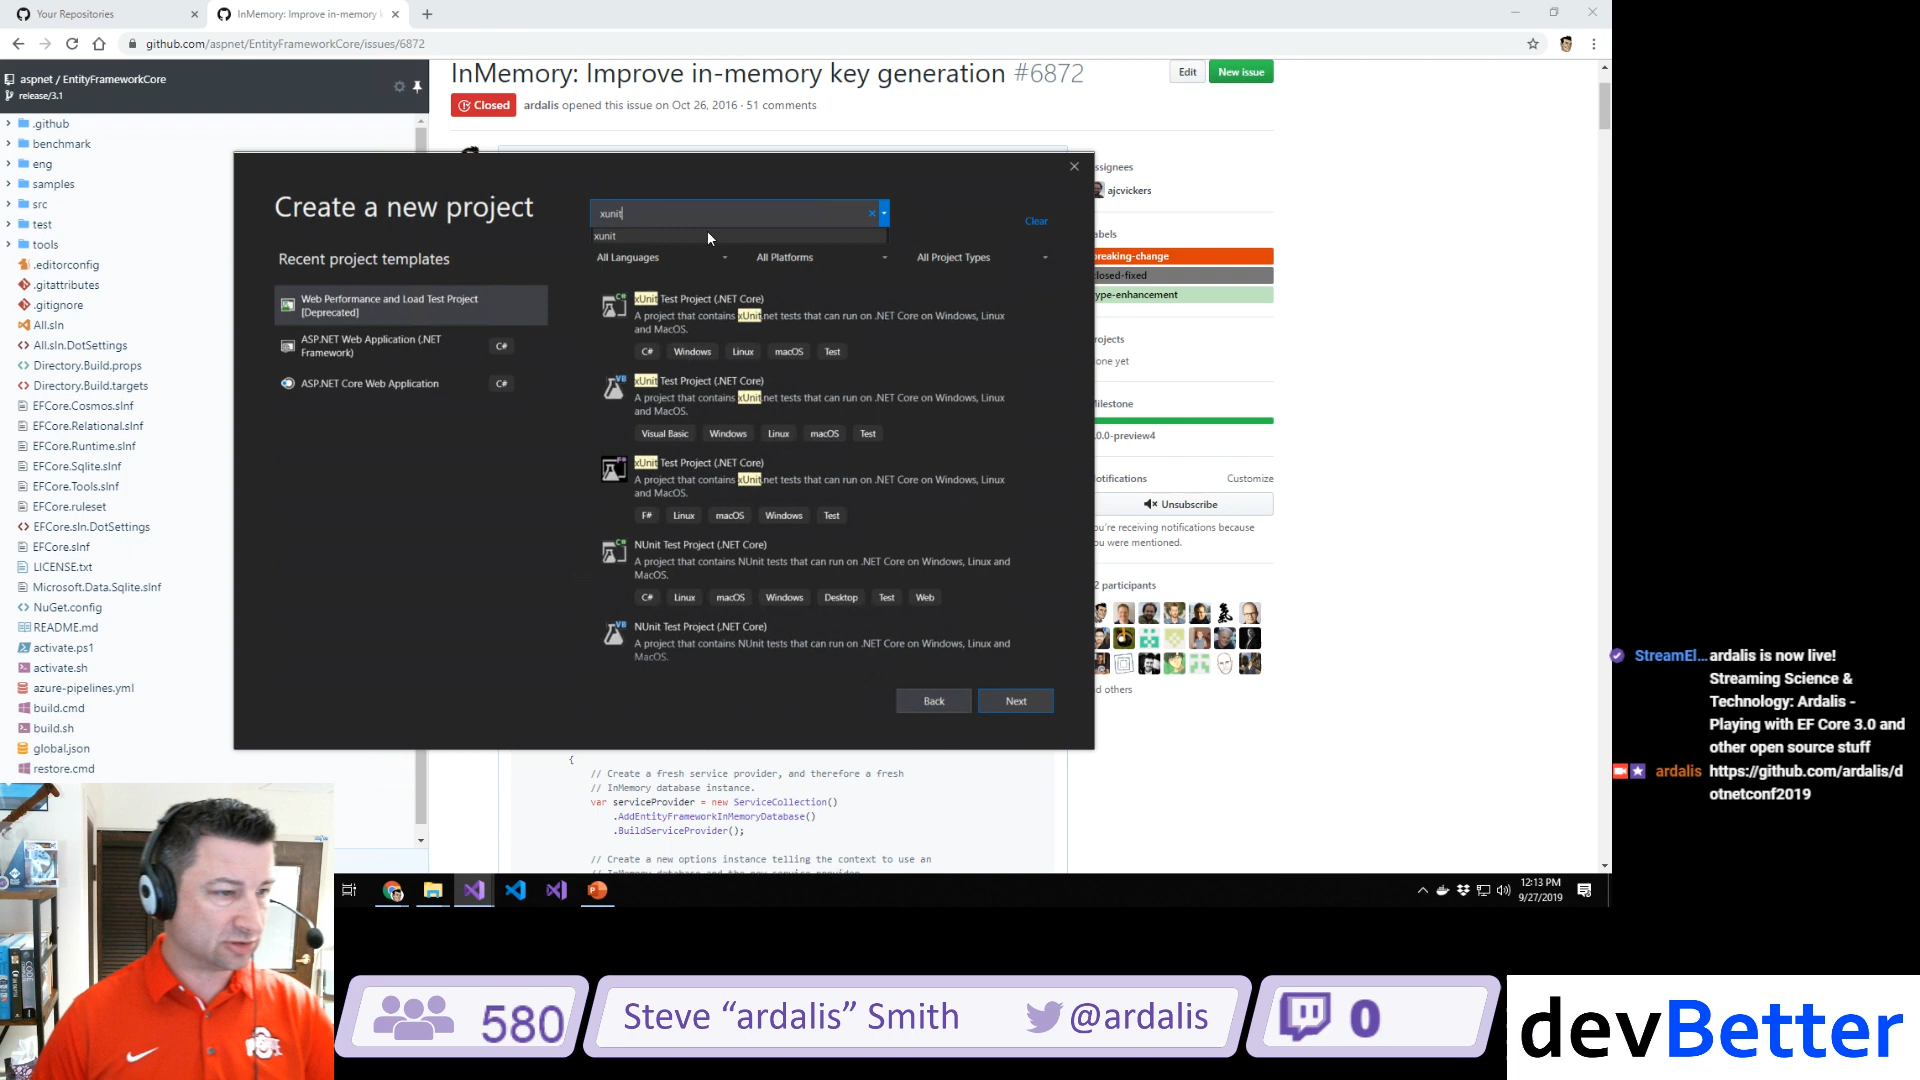 Your Repositories
InMemory: Improve in-memory k
github.com/aspnet/EntityFrameworkCore/issues/6872
aspnet / EntityFrameworkCore
release/3.1
.github
benchmark
eng
samples
src
test
tools
.editorconfig
.gitattributes
.gitignore
All.sln
All.sln.DotSettings
Directory.Build.props
Directory.Build.targets
EFCore.Cosmos.slnf
EFCore.Relational.slnf
EFCore.Runtime.slnf
EFCore.Sqlite.slnf
EFCore.Tools.slnf
EFCore.ruleset
EFCore.sln.DotSettings
EFCore.slnf
LICENSE.txt
Microsoft.Data.Sqlite.slnf
NuGet.config
README.md
activate.ps1
activate.sh
azure-pipelines.yml
build.cmd
build.sh
global.json
restore.cmd
InMemory: Improve in-memory key generation #6872
Edit
New issue
Closed
ardalis opened this issue on Oct 26, 2016 · 51 comments
Create a new project
xunit
xunit
Clear
All Languages
All Platforms
All Project Types
Recent project templates
Web Performance and Load Test Project
[Deprecated]
ASP.NET Web Application (.NET
Framework)
C#
ASP.NET Core Web Application
C#
xUnit Test Project (.NET Core)
A project that contains xUnit.net tests that can run on .NET Core on Windows, Linux
and MacOS.
C# Windows Linux macOS Test
xUnit Test Project (.NET Core)
A project that contains xUnit.net tests that can run on .NET Core on Windows, Linux
and MacOS.
Visual Basic Windows Linux macOS Test
xUnit Test Project (.NET Core)
A project that contains xUnit.net tests that can run on .NET Core on Windows, Linux
and MacOS.
F# Linux macOS Windows Test
NUnit Test Project (.NET Core)
A project that contains NUnit tests that can run on .NET Core on Windows, Linux and
MacOS.
C# Linux macOS Windows Desktop Test Web
NUnit Test Project (.NET Core)
A project that contains NUnit tests that can run on .NET Core on Windows, Linux and
MacOS.
Back
Next
ssignees
ajcvickers
abels
reaking-change
losed-fixed
ype-enhancement
rojects
one yet
Milestone
.0.0-preview4
otifications
Customize
Unsubscribe
ou're receiving notifications because
ou were mentioned.
2 participants
nd others
{
// Create a fresh service provider, and therefore a fresh
// InMemory database instance.
var serviceProvider = new ServiceCollection()
.AddEntityFrameworkInMemoryDatabase()
.BuildServiceProvider();
// Create a new options instance telling the context to use an
// InMemory database and the new service provider
12:13 PM
9/27/2019
StreamEl... ardalis is now live!
Streaming Science &
Technology: Ardalis -
Playing with EF Core 3.0 and
other open source stuff
ardalis https://github.com/ardalis/d
otnetconf2019
580
Steve “ardalis” Smith
@ardalis
0
devBetter